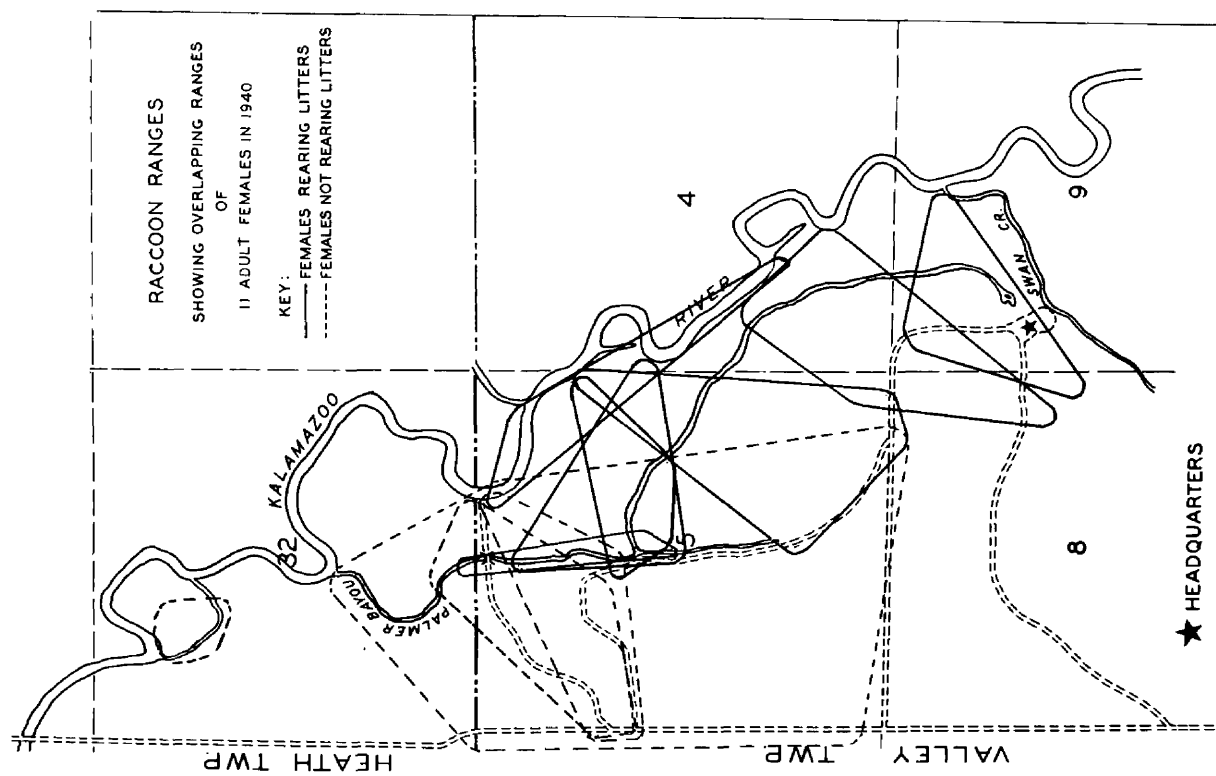 RACCOON RANGES
SHOWING OVERLAPPING RANGES
OF
11 ADULT FEMALES IN 1940
KEY:
FEMALES REARING LITTERS
FEMALES NOT REARING LITTERS
KALAMAZOO
RIVER
32
PALMER BAYOU
4
5
SWAN CR.
9
8
HEATH TWP
VALLEY TWP.
★ HEADQUARTERS